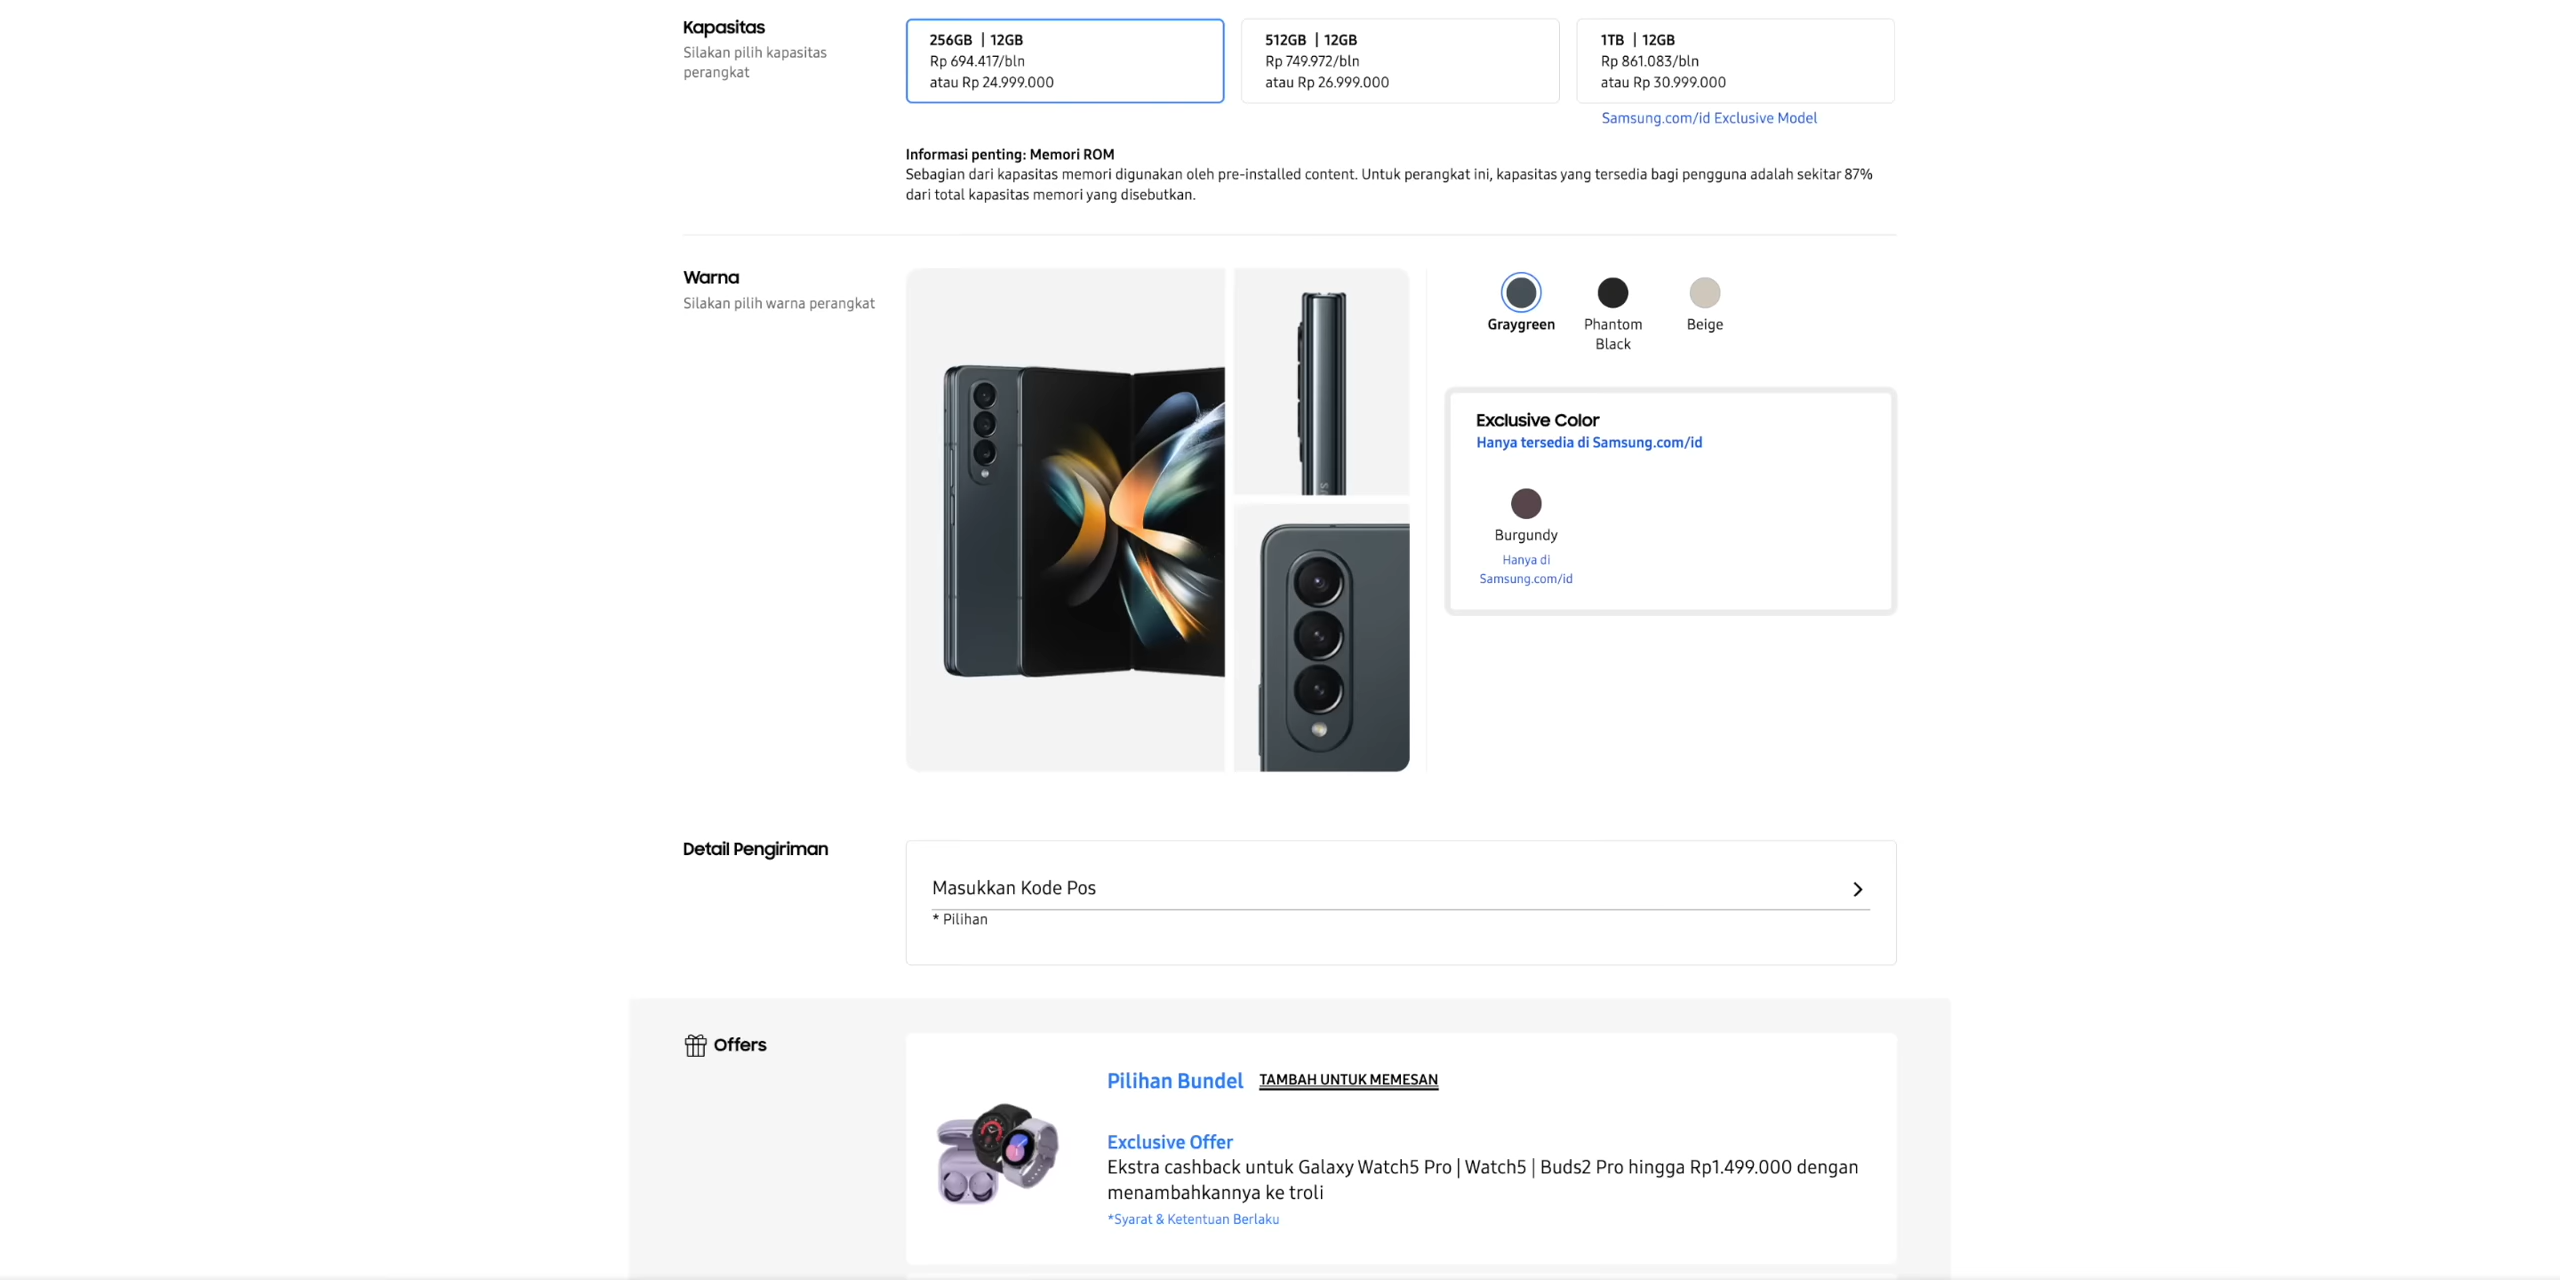 Kapasitas
Silakan pilih kapasitas
perangkat
256GB | 12GB
Rp 694.417/bln
atau Rp 24.999.000
512GB | 12GB
Rp 749.972/bln
atau Rp 26.999.000
1TB | 12GB
Rp 861.083/bln
atau Rp 30.999.000
Samsung.com/id Exclusive Model
Informasi penting: Memori ROM
Sebagian dari kapasitas memori digunakan oleh pre-installed content. Untuk perangkat ini, kapasitas yang tersedia bagi pengguna adalah sekitar 87%
dari total kapasitas memori yang disebutkan.
Warna
Silakan pilih warna perangkat
Graygreen
Phantom
Black
Beige
Exclusive Color
Hanya tersedia di Samsung.com/id
Burgundy
Hanya di
Samsung.com/id
Detail Pengiriman
Masukkan Kode Pos
* Pilihan
Offers
Pilihan Bundel TAMBAH UNTUK MEMESAN
Exclusive Offer
Ekstra cashback untuk Galaxy Watch5 Pro | Watch5 | Buds2 Pro hingga Rp1.499.000 dengan
menambahkannya ke troli
*Syarat & Ketentuan Berlaku